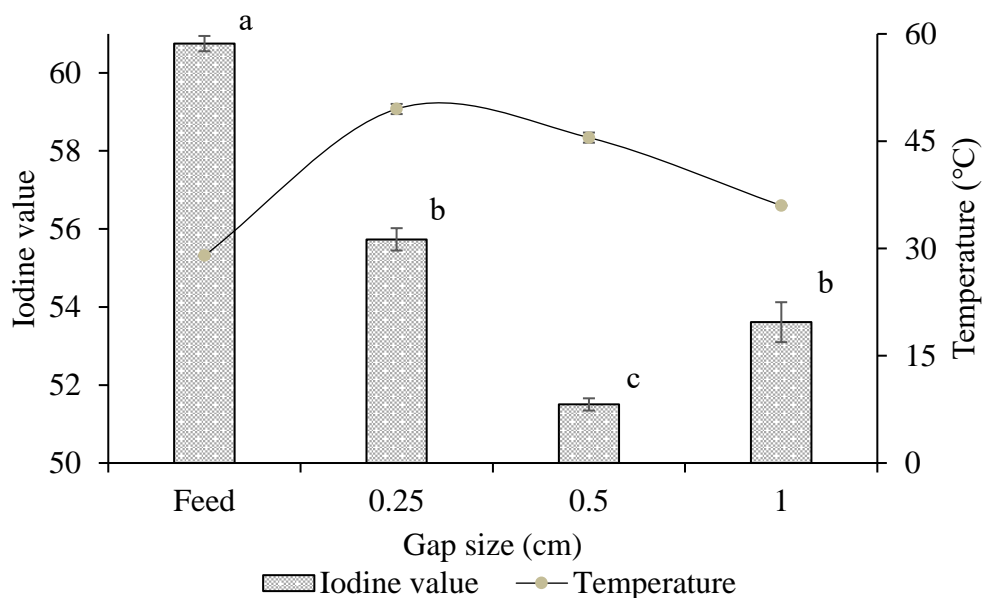 Iodine value
60
58
56
54
52
50
a
b
c
b
60
45
30
15
0
Temperature (°C)
Feed 0.25 0.5 1
Gap size (cm)
Iodine value Temperature